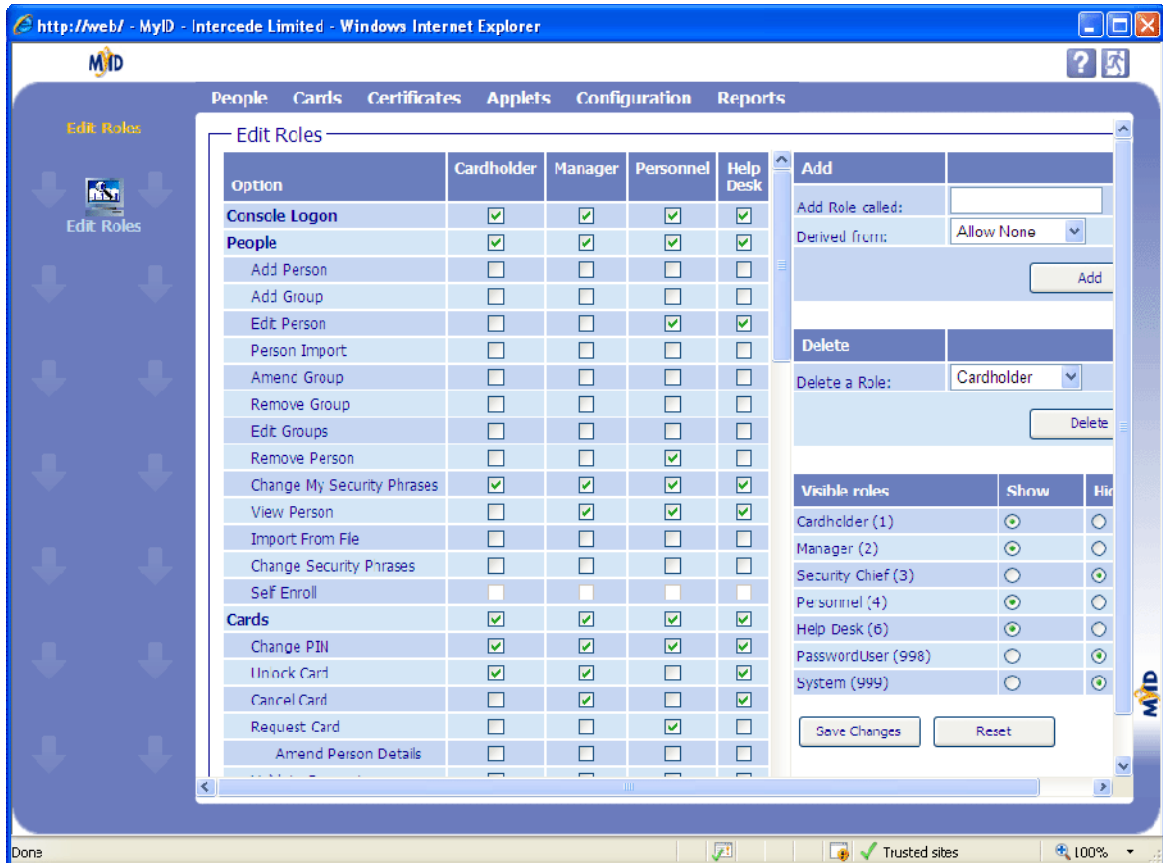 http://web/ - MyID - Intercede Limited - Windows Internet Explorer
MyID
People Cards Certificates Applets Configuration Reports
Edit Roles
Edit Roles
Edit Roles
Option Cardholder Manager Personnel Help Desk
Console Logon
People
Add Person
Add Group
Edit Person
Person Import
Amend Group
Remove Group
Edit Groups
Remove Person
Change My Security Phrases
View Person
Import From File
Change Security Phrases
Self Enroll
Cards
Change PIN
Unlock Card
Cancel Card
Request Card
Amend Person Details
Add
Add Role called:
Derived from: Allow None
Add
Delete
Delete a Role: Cardholder
Delete
Visible roles Show Hid
Cardholder (1)
Manager (2)
Security Chief (3)
Personnel (4)
Help Desk (6)
PasswordUser (998)
System (999)
Save Changes Reset
MyID
Done Trusted sites 100%